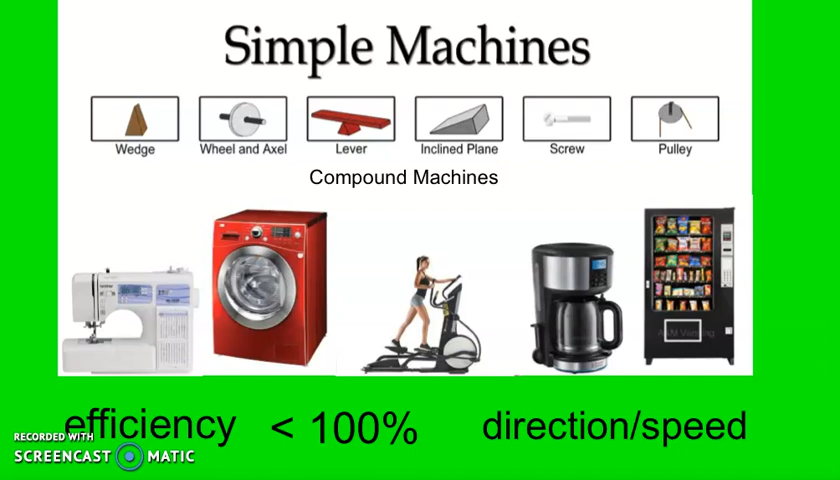 Simple Machines
Wedge Wheel and Axel Lever Inclined Plane Screw Pulley
Compound Machines
efficiency < 100% direction/speed
RECORDED WITH
SCREENCAST MATIC